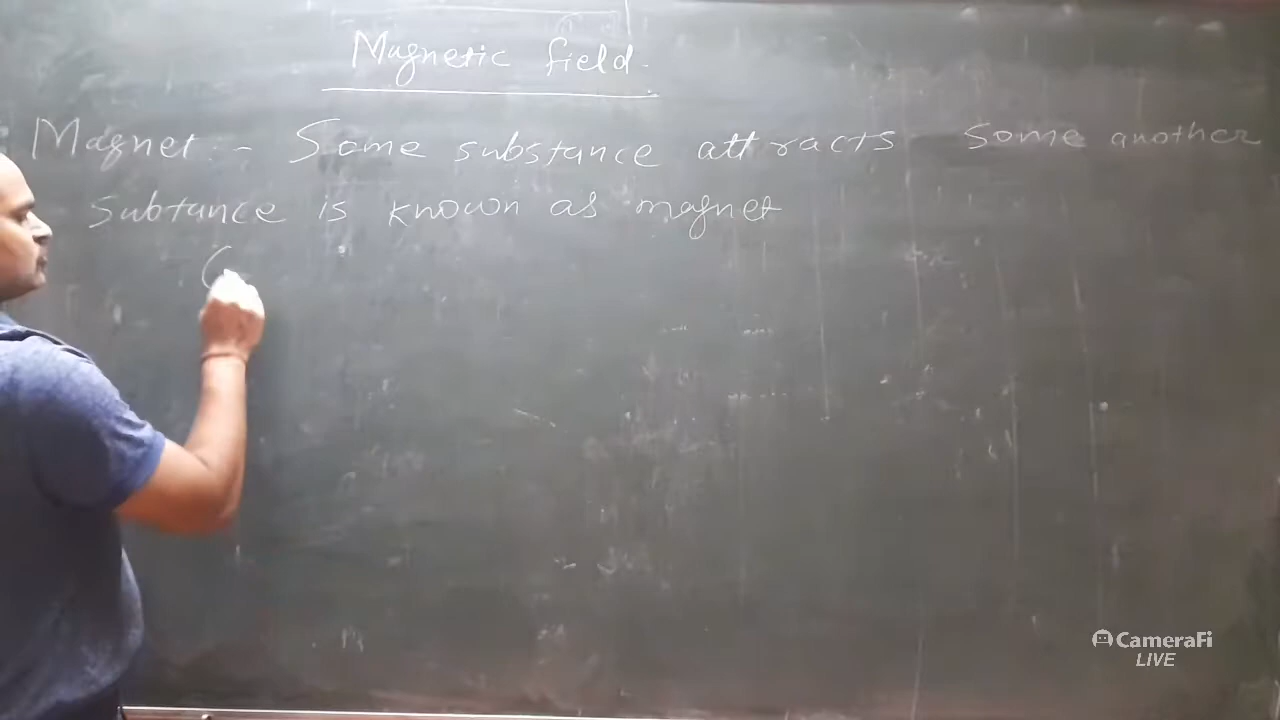 Magnetic field.
Magnet:- Some substance attracts some another
Subtance is known as magnet
(
CameraFi
LIVE